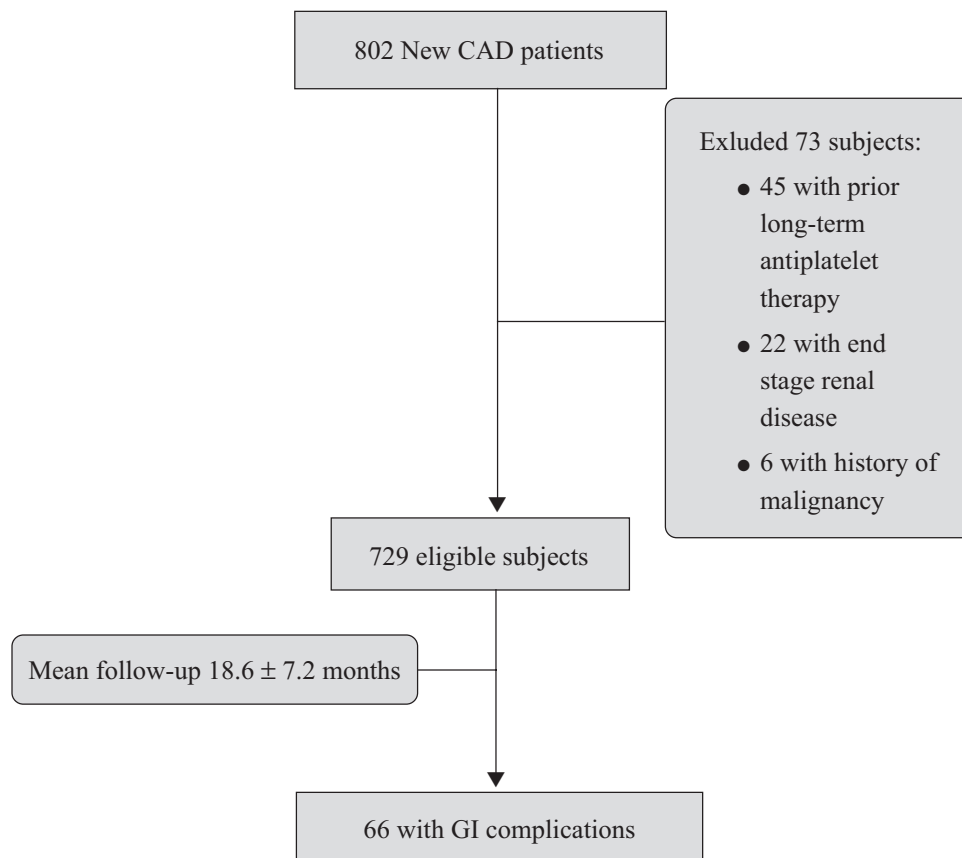 802 New CAD patients
Exluded 73 subjects:
● 45 with prior
long-term
antiplatelet
therapy
● 22 with end
stage renal
disease
● 6 with history of
malignancy
729 eligible subjects
Mean follow-up 18.6 ± 7.2 months
66 with GI complications